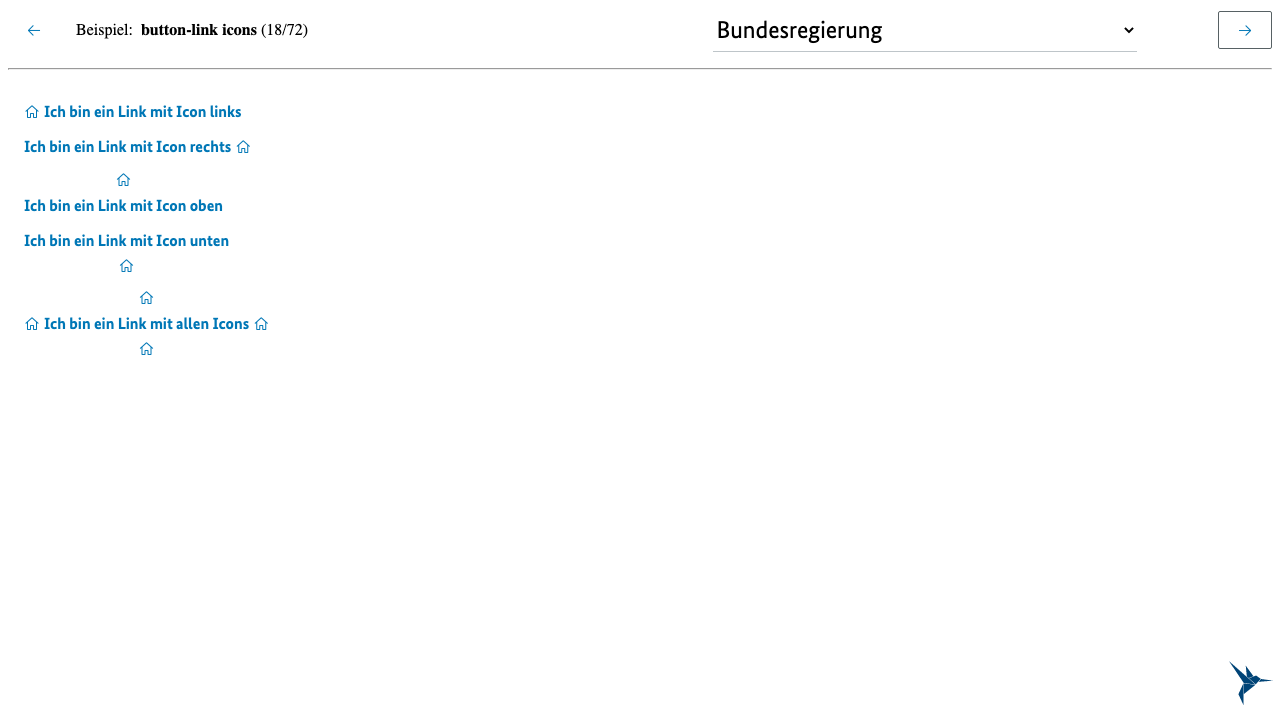 Beispiel: button-link icons (18/72)
Bundesregierung
Ich bin ein Link mit Icon links
Ich bin ein Link mit Icon rechts
Ich bin ein Link mit Icon oben
Ich bin ein Link mit Icon unten
Ich bin ein Link mit allen Icons